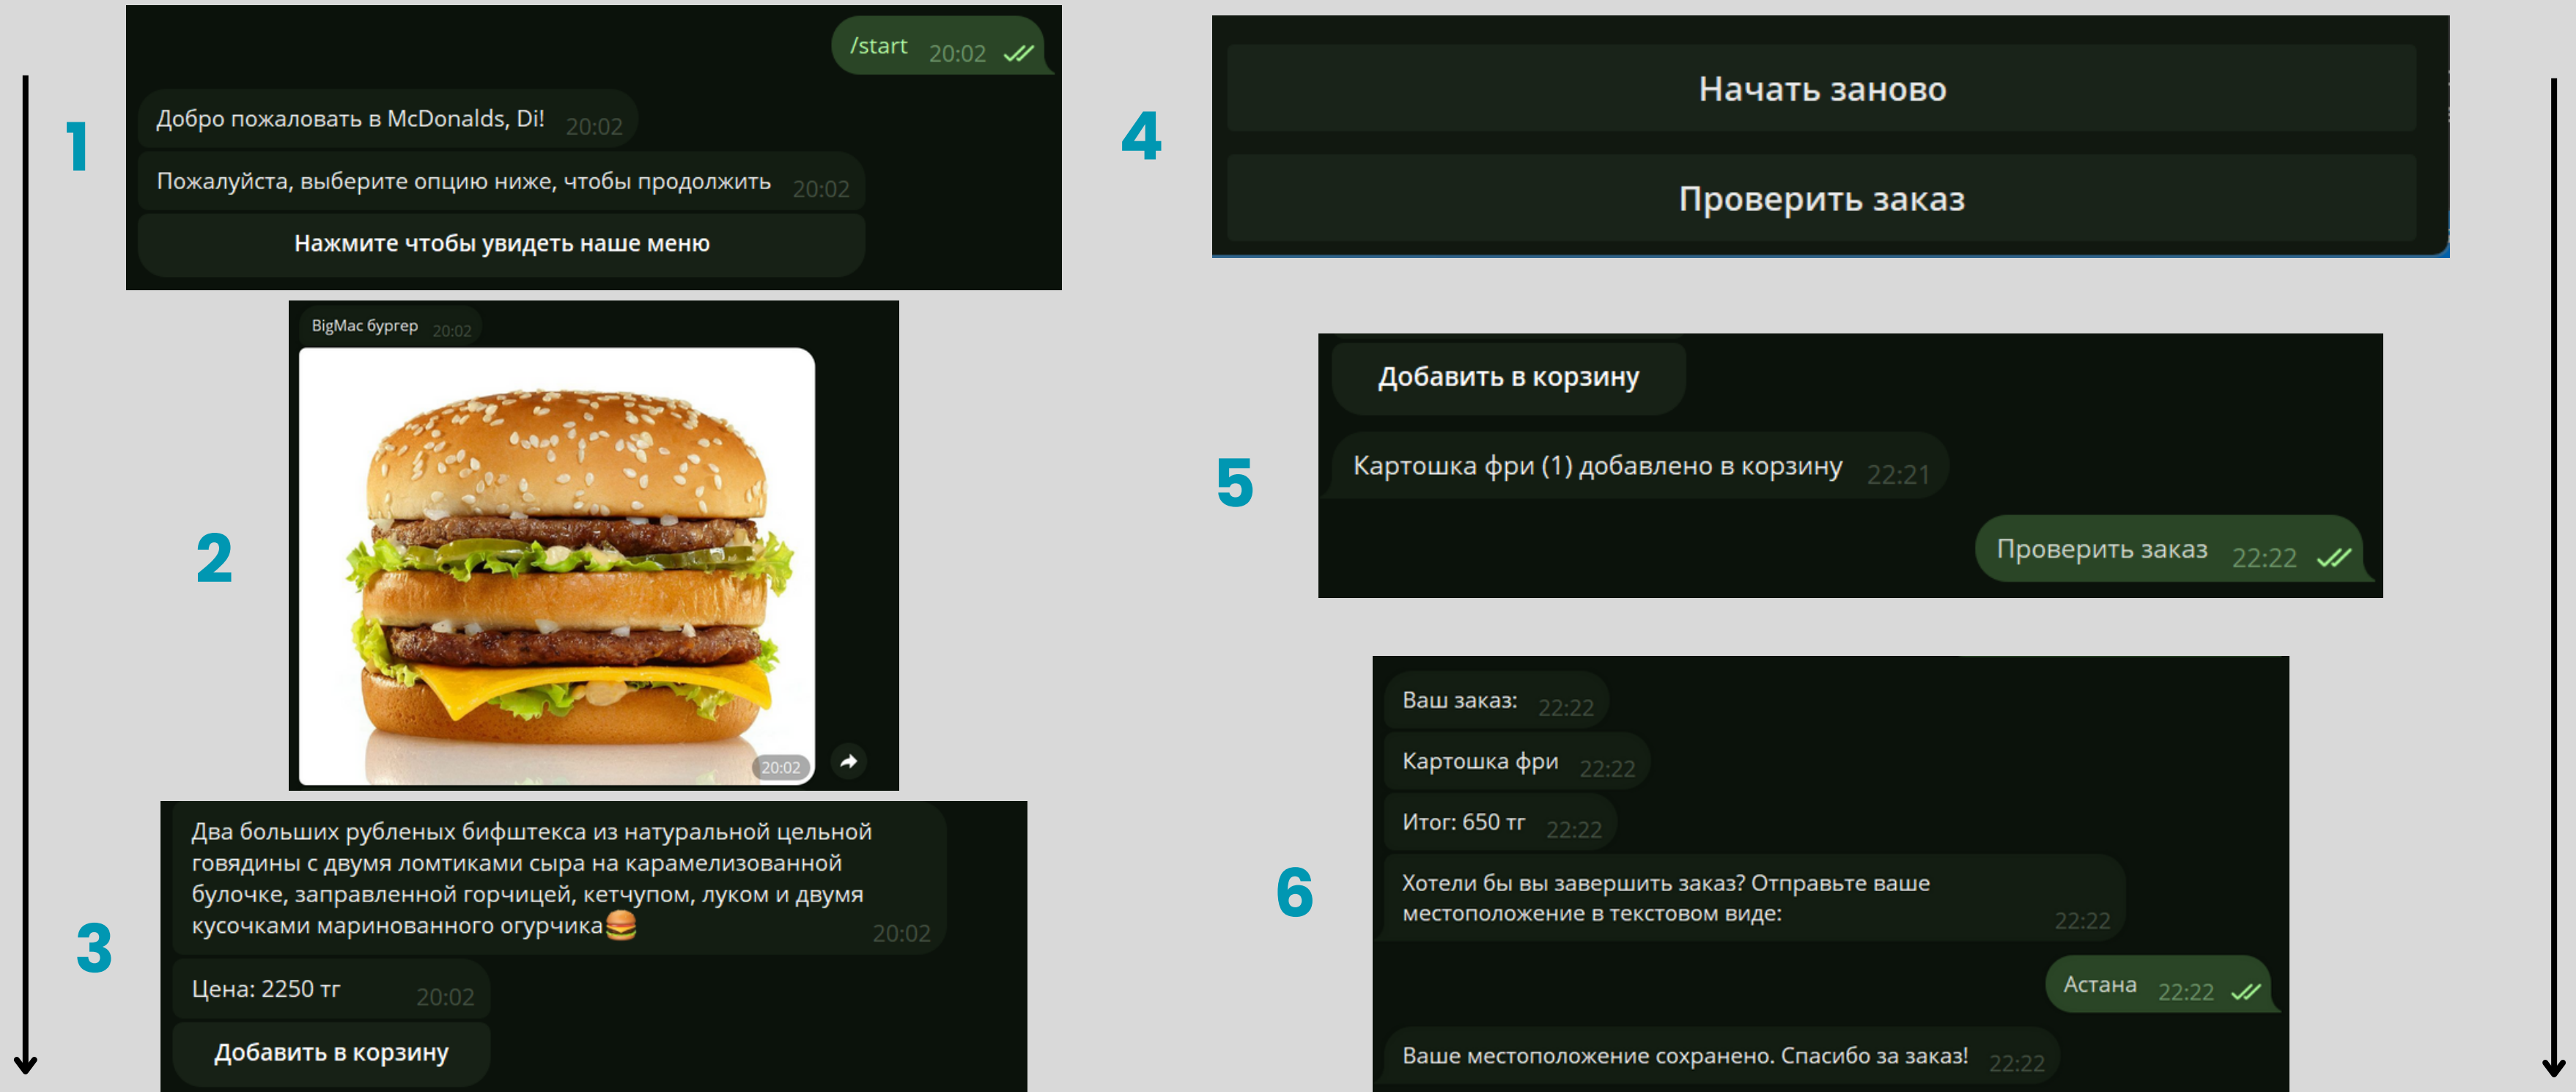 1
/start 20:02
Добро пожаловать в McDonalds, Di! 20:02
Пожалуйста, выберите опцию ниже, чтобы продолжить 20:02
Нажмите чтобы увидеть наше меню
2
BigMac бургер 20:02
20:02
3
Два больших рубленых бифштекса из натуральной цельной
говядины с двумя ломтиками сыра на карамелизованной
булочке, заправленной горчицей, кетчупом, луком и двумя
кусочками маринованного огурчика🍔 20:02
Цена: 2250 тг 20:02
Добавить в корзину
4
Начать заново
Проверить заказ
5
Добавить в корзину
Картошка фри (1) добавлено в корзину 22:21
Проверить заказ 22:22
6
Ваш заказ: 22:22
Картошка фри 22:22
Итог: 650 тг 22:22
Хотели бы вы завершить заказ? Отправьте ваше
местоположение в текстовом виде: 22:22
Астана 22:22
Ваше местоположение сохранено. Спасибо за заказ! 22:22